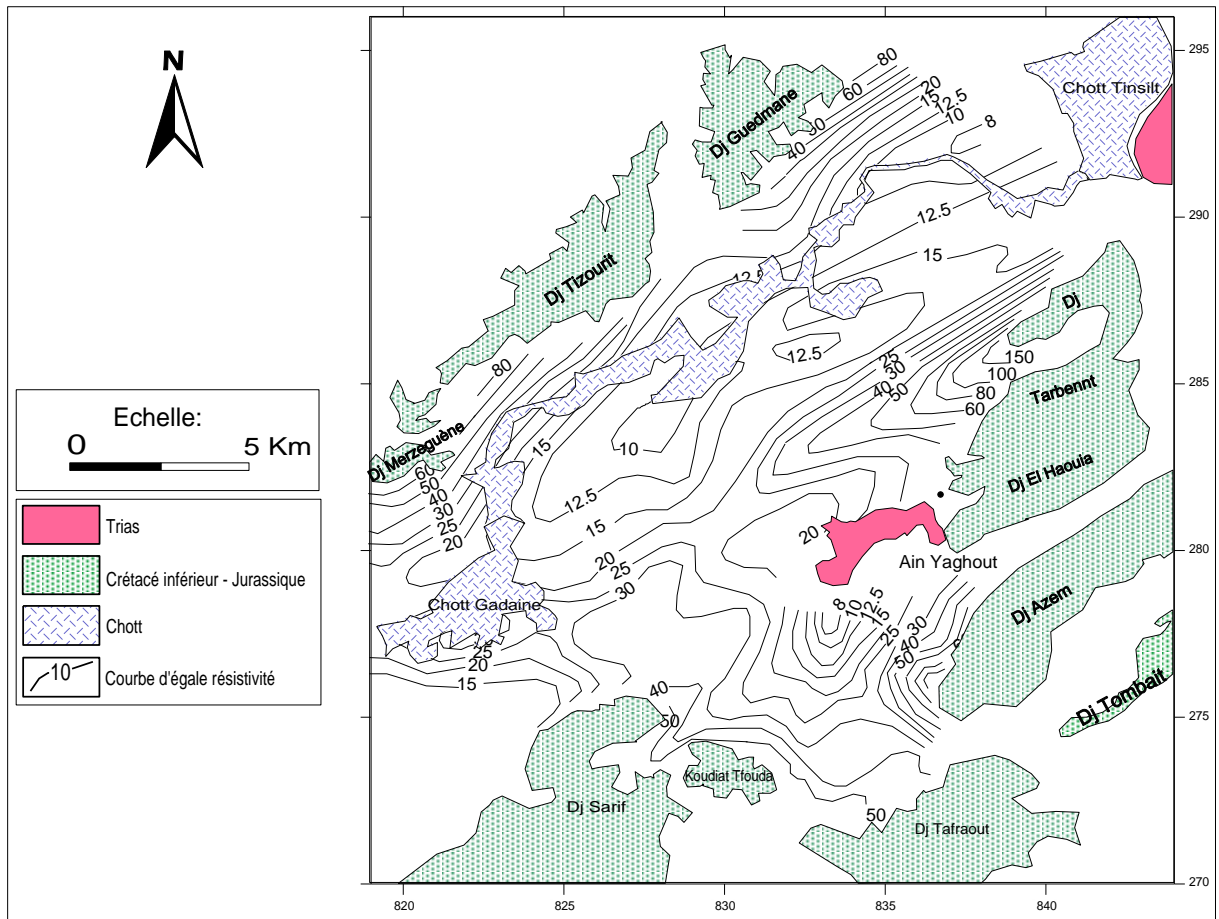 N
Echelle:
0 5 Km
Trias
Crétacé inférieur - Jurassique
Chott
10
Courbe d'égale résistivité
295
290
285
280
275
270
820
825
830
835
840
Chott Tinsilt
Dj Guedmane
80
60
30
40
20
15
12.5
10
8
Dj Tizourit
12.5
15
12.5
12.5
Dj
Tarbennt
150
100
80
60
25
30
40
50
80
Dj Merzeguène
60
50
40
30
25
20
15
10
12.5
15
20
25
30
Dj El Haouia
20
Ain Yaghout
Chott Gadaine
25
20
15
8
10
12.5
15
25
30
40
50
Dj Azem
Dj Tombait
40
50
Koudiat Tfouda
Dj Sarif
50
Dj Tafraout